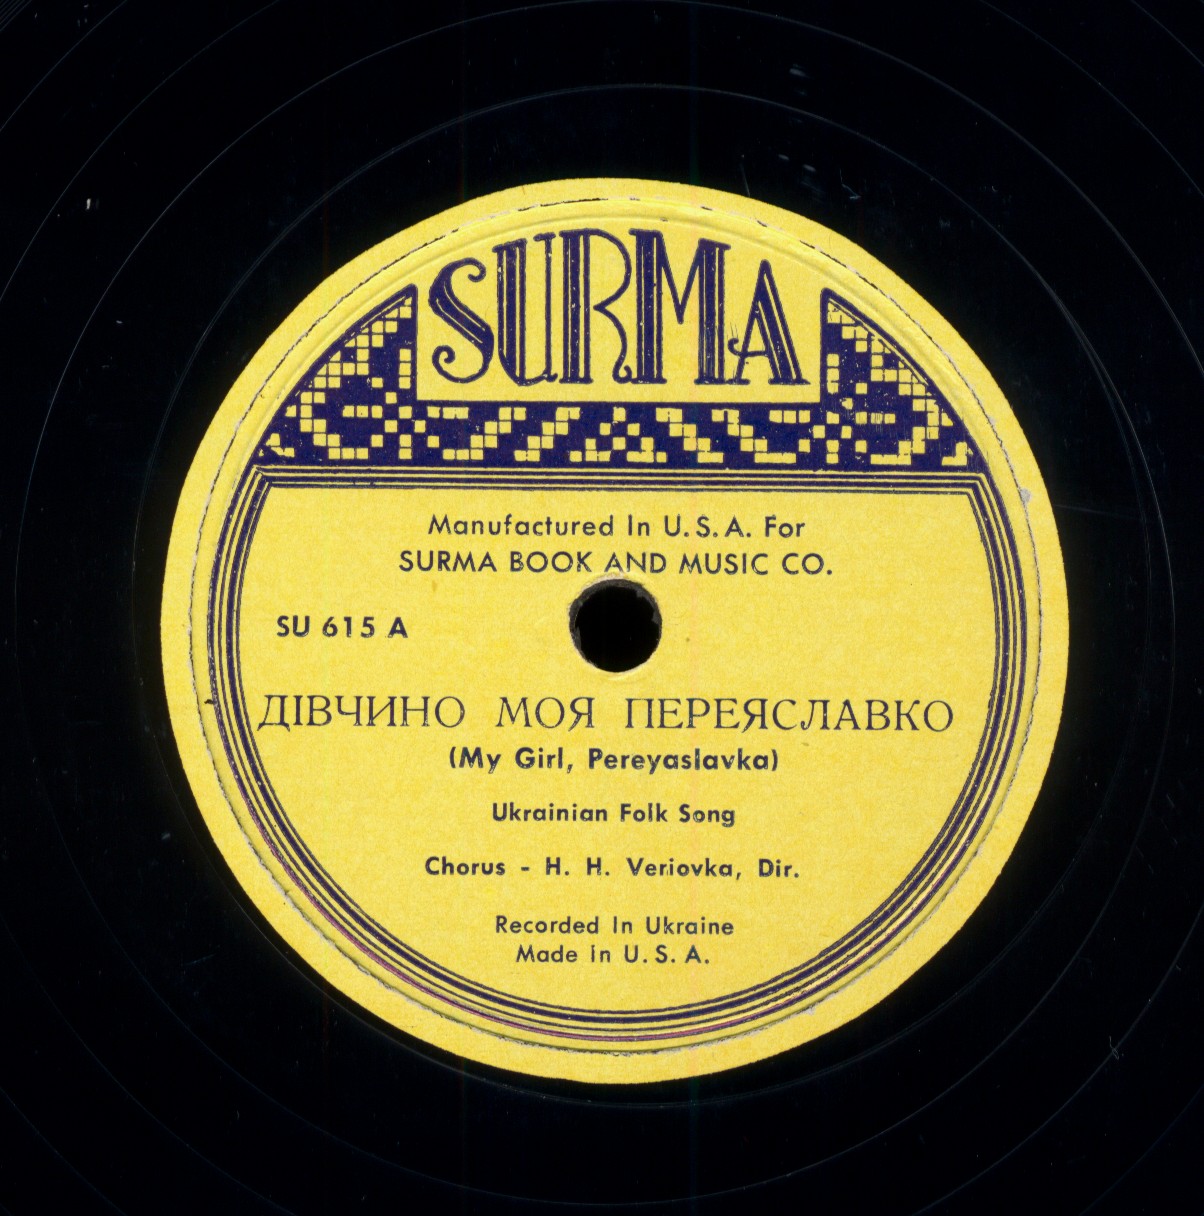 SURMA
Manufactured In U.S.A. For
SURMA BOOK AND MUSIC CO.
SU 615 A
ДІВЧИНО МОЯ ПЕРЕЯСЛАВКО
(My Girl, Pereyaslavka)
Ukrainian Folk Song
Chorus - H. H. Veriovka, Dir.
Recorded In Ukraine
Made in U.S.A.